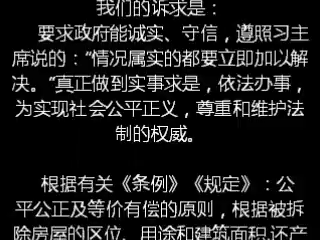 我们的诉求是：
要求政府能诚实、守信，遵照习主
席说的：“情况属实的都要立即加以解
决。”真正做到实事求是，依法办事，
为实现社会公平正义，尊重和维护法
制的权威。
根据有关《条例》《规定》：公
平公正及等价有偿的原则，根据被拆
除房屋的区位、用途和建筑面积，还产